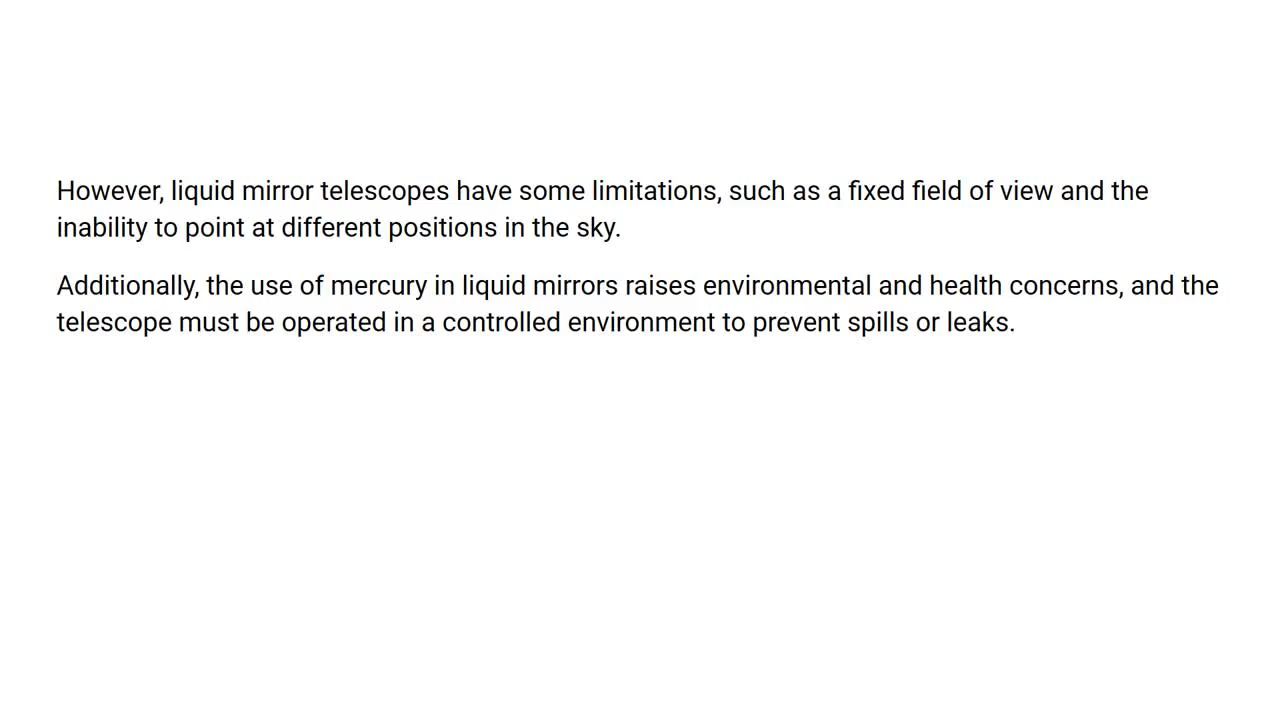 However, liquid mirror telescopes have some limitations, such as a fixed field of view and the
inability to point at different positions in the sky.
Additionally, the use of mercury in liquid mirrors raises environmental and health concerns, and the
telescope must be operated in a controlled environment to prevent spills or leaks.